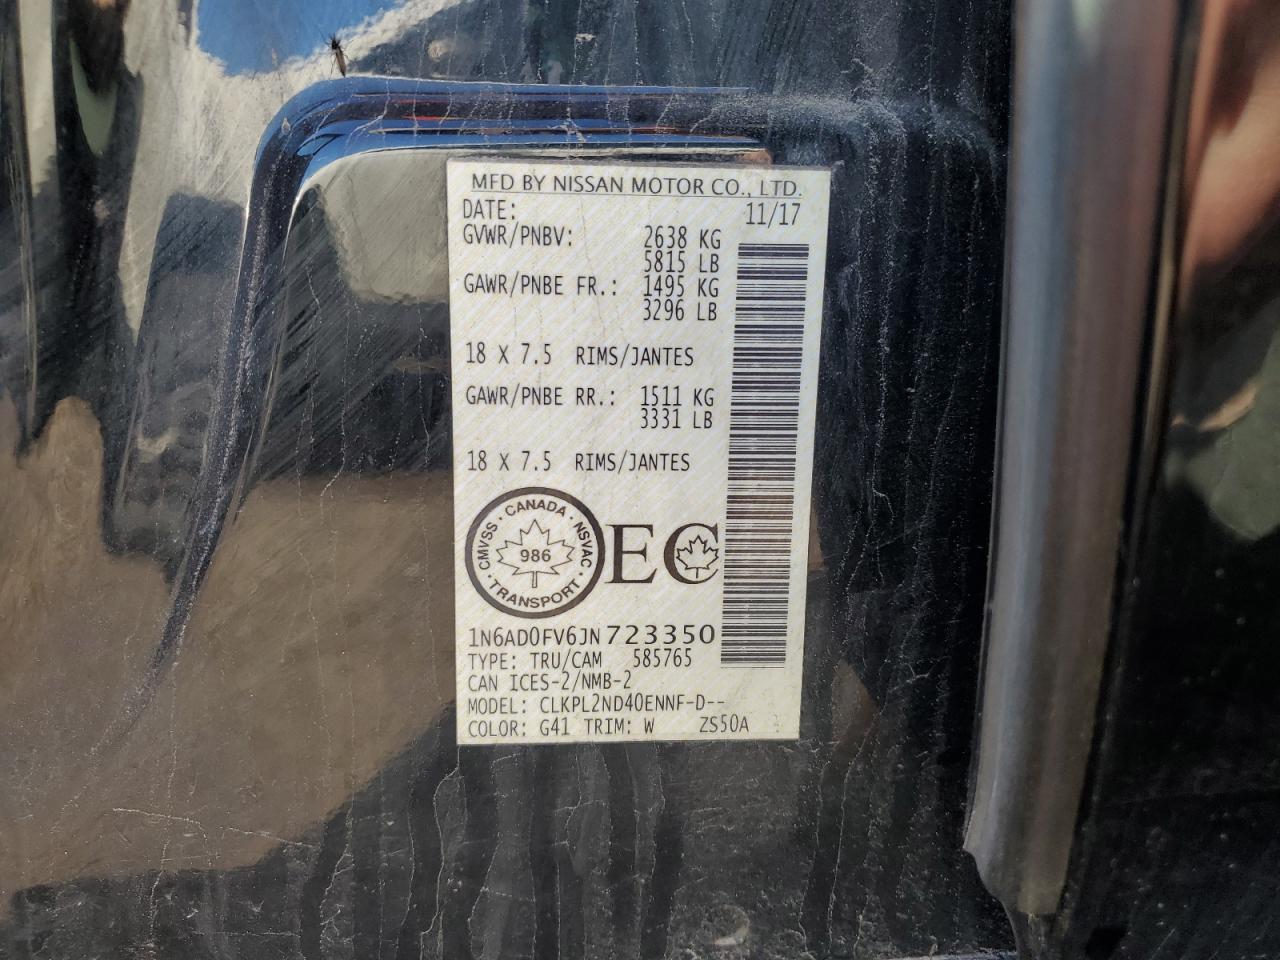 MFD BY NISSAN MOTOR CO., LTD.
DATE: 11/17
GVWR/PNBV: 2638 KG
5815 LB
GAWR/PNBE FR.: 1495 KG
3296 LB
18 X 7.5 RIMS/JANTES
GAWR/PNBE RR.: 1511 KG
3331 LB
18 X 7.5 RIMS/JANTES
CMVSS · CANADA · NSVAC · TRANSPORT ·
986
EC
1N6AD0FV6JN723350
TYPE: TRU/CAM 585765
CAN ICES-2/NMB-2
MODEL: CLKPL2ND40ENNF-D--
COLOR: G41 TRIM: W ZS50A